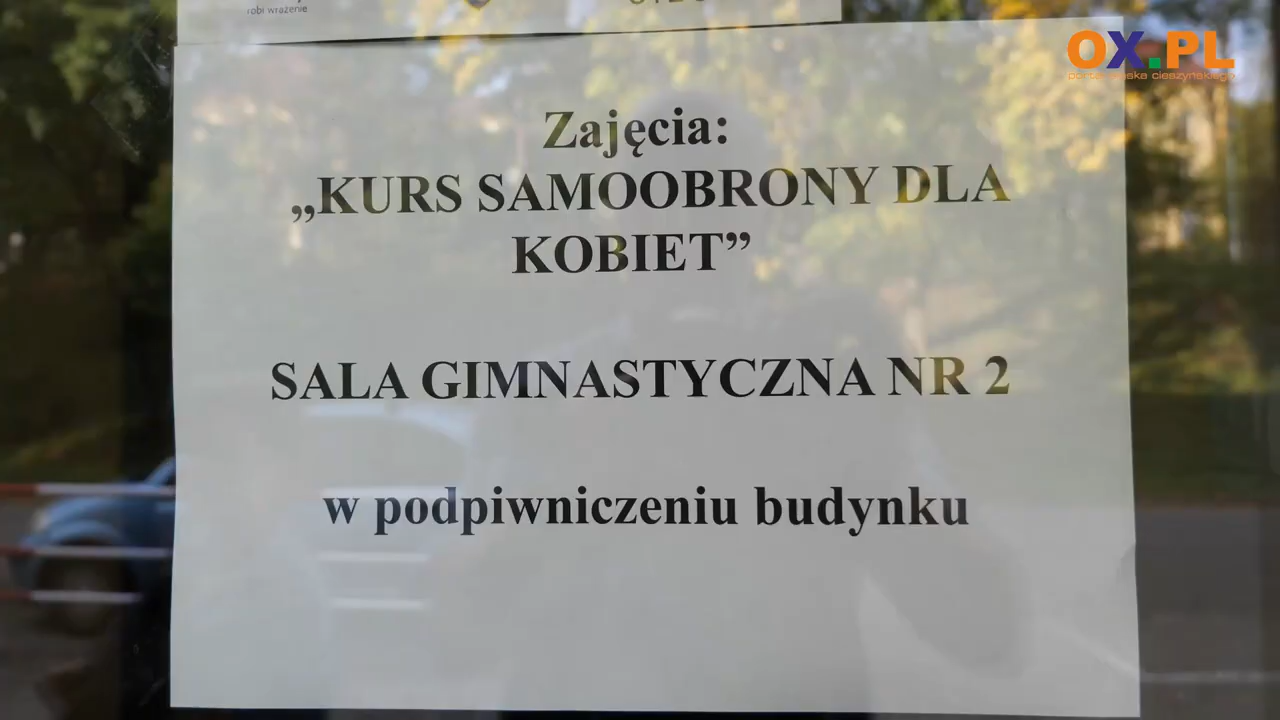 robi wrażenie
OX.PL
Zajęcia:
„KURS SAMOOBRONY DLA
KOBIET”
SALA GIMNASTYCZNA NR 2
w podpiwniczeniu budynku